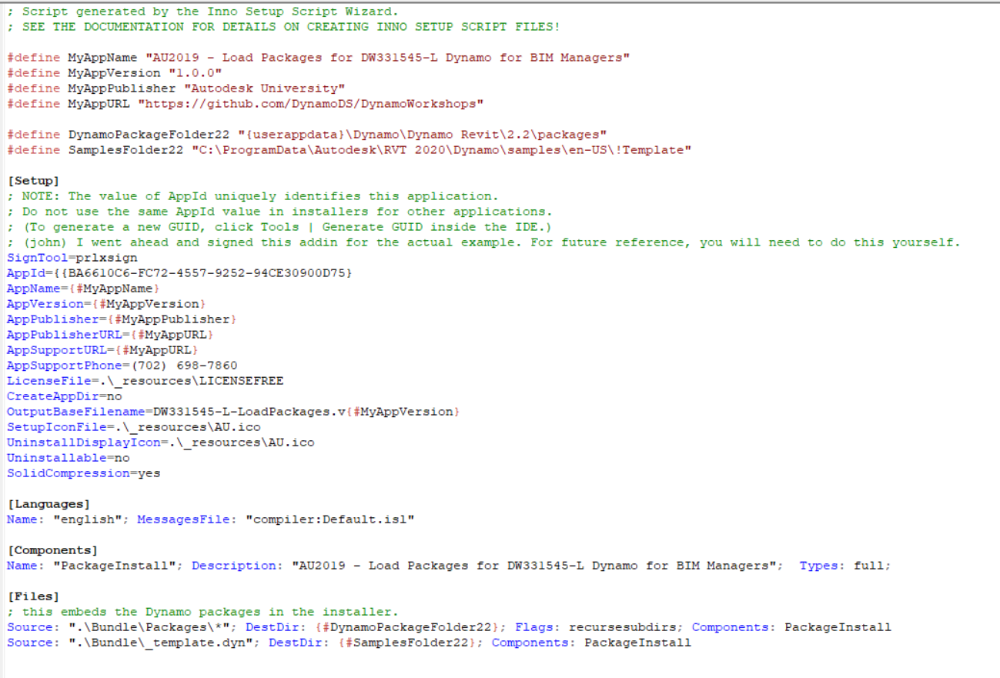 ; Script generated by the Inno Setup Script Wizard.
; SEE THE DOCUMENTATION FOR DETAILS ON CREATING INNO SETUP SCRIPT FILES!
#define MyAppName "AU2019 - Load Packages for DW331545-L Dynamo for BIM Managers"
#define MyAppVersion "1.0.0"
#define MyAppPublisher "Autodesk University"
#define MyAppURL "https://github.com/DynamoDS/DynamoWorkshops"
#define DynamoPackageFolder22 "{userappdata}\Dynamo\Dynamo Revit\2.2\packages"
#define SamplesFolder22 "C:\ProgramData\Autodesk\RVT 2020\Dynamo\samples\en-US\!Template"
[Setup]
; NOTE: The value of AppId uniquely identifies this application.
; Do not use the same AppId value in installers for other applications.
; (To generate a new GUID, click Tools | Generate GUID inside the IDE.)
; (john) I went ahead and signed this addin for the actual example. For future reference, you will need to do this yourself.
SignTool=prlxsign
AppId={{BA6610C6-FC72-4557-9252-94CE30900D75}
AppName={#MyAppName}
AppVersion={#MyAppVersion}
AppPublisher={#MyAppPublisher}
AppPublisherURL={#MyAppURL}
AppSupportURL={#MyAppURL}
AppSupportPhone=(702) 698-7860
LicenseFile=.\_resources\LICENSEFREE
CreateAppDir=no
OutputBaseFilename=DW331545-L-LoadPackages.v{#MyAppVersion}
SetupIconFile=.\_resources\AU.ico
UninstallDisplayIcon=.\_resources\AU.ico
Uninstallable=no
SolidCompression=yes
[Languages]
Name: "english"; MessagesFile: "compiler:Default.isl"
[Components]
Name: "PackageInstall"; Description: "AU2019 - Load Packages for DW331545-L Dynamo for BIM Managers";  Types: full;
[Files]
; this embeds the Dynamo packages in the installer.
Source: ".\Bundle\Packages\*"; DestDir: {#DynamoPackageFolder22}; Flags: recursesubdirs; Components: PackageInstall
Source: ".\Bundle\_template.dyn"; DestDir: {#SamplesFolder22}; Components: PackageInstall